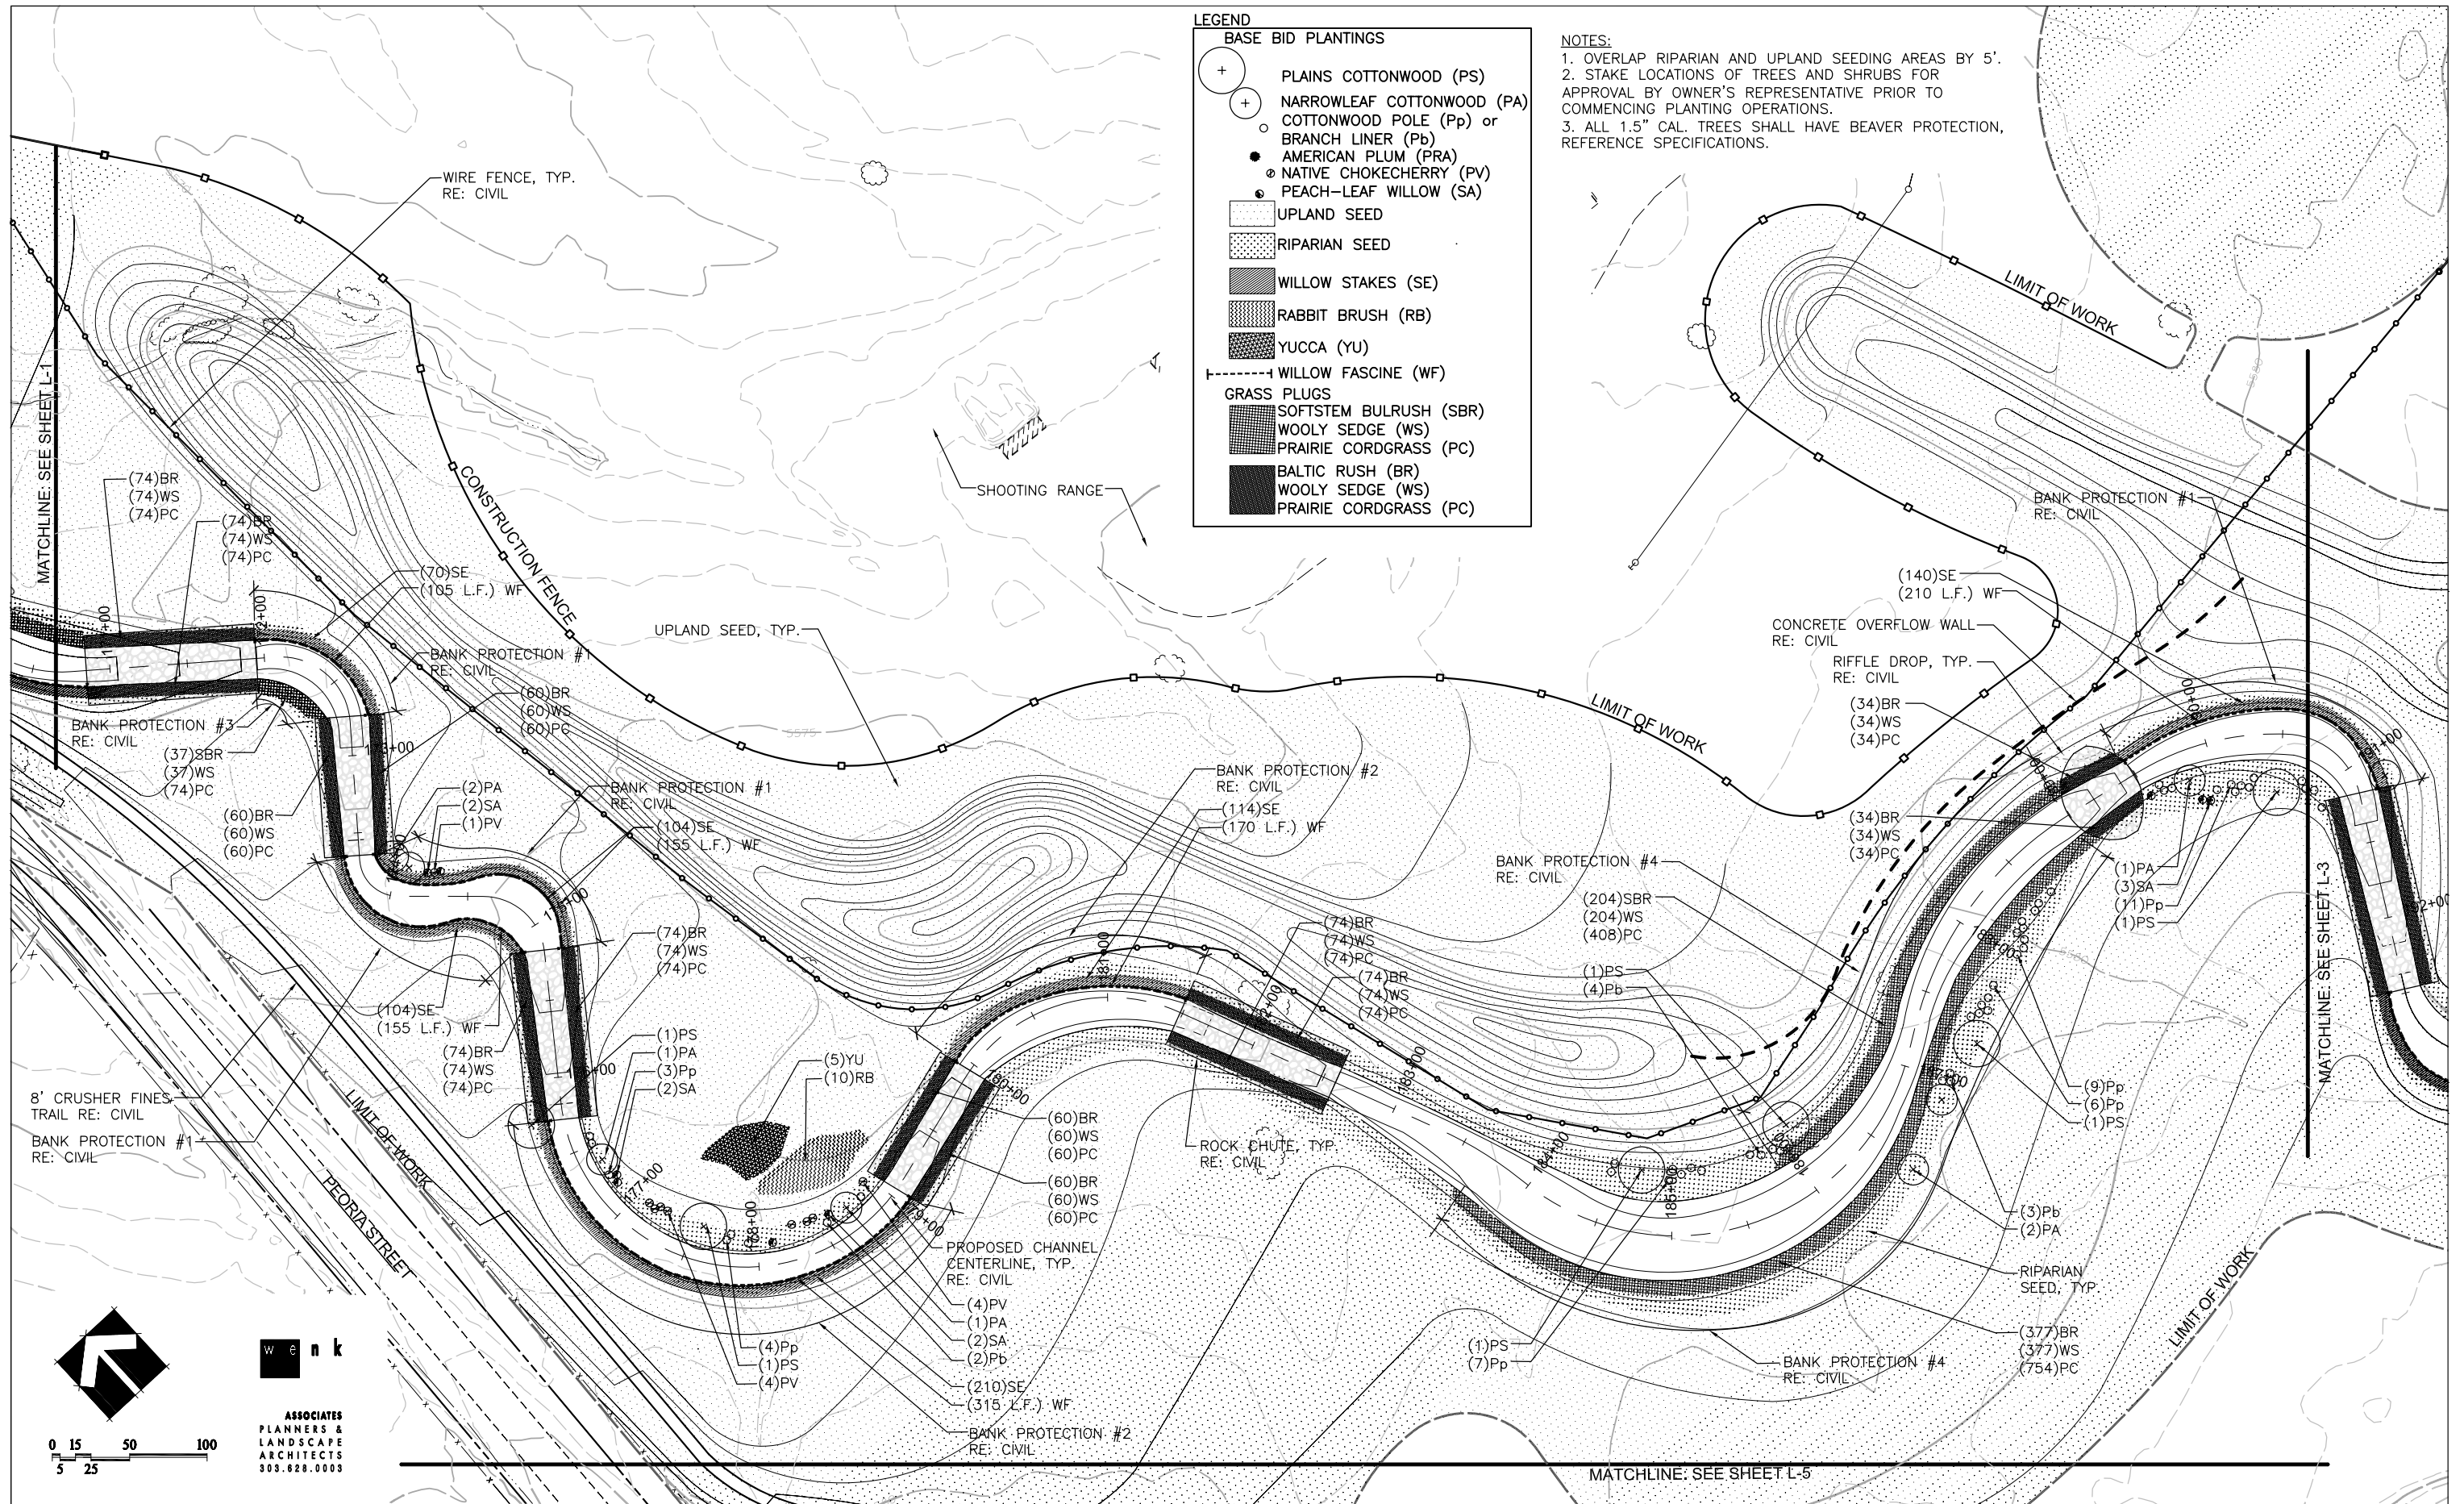 LEGEND
BASE BID PLANTINGS
PLAINS COTTONWOOD (PS)
NARROWLEAF COTTONWOOD (PA)
COTTONWOOD POLE (Pp) or
BRANCH LINER (Pb)
AMERICAN PLUM (PRA)
NATIVE CHOKECHERRY (PV)
PEACH-LEAF WILLOW (SA)
UPLAND SEED
RIPARIAN SEED
WILLOW STAKES (SE)
RABBIT BRUSH (RB)
YUCCA (YU)
WILLOW FASCINE (WF)
GRASS PLUGS
SOFTSTEM BULRUSH (SBR)
WOOLY SEDGE (WS)
PRAIRIE CORDGRASS (PC)
BALTIC RUSH (BR)
WOOLY SEDGE (WS)
PRAIRIE CORDGRASS (PC)
NOTES:
1. OVERLAP RIPARIAN AND UPLAND SEEDING AREAS BY 5'.
2. STAKE LOCATIONS OF TREES AND SHRUBS FOR
APPROVAL BY OWNER'S REPRESENTATIVE PRIOR TO
COMMENCING PLANTING OPERATIONS.
3. ALL 1.5" CAL. TREES SHALL HAVE BEAVER PROTECTION,
REFERENCE SPECIFICATIONS.
WIRE FENCE, TYP.
RE: CIVIL
MATCHLINE: SEE SHEET L-1
(74)BR
(74)WS
(74)PC
(74)BR
(74)WS
(74)PC
CONSTRUCTION FENCE
SHOOTING RANGE
LIMIT OF WORK
BANK PROTECTION #1
RE: CIVIL
(70)SE
(105 L.F.) WF
BANK PROTECTION #1
RE: CIVIL
UPLAND SEED, TYP.
5575
(60)BR
(60)WS
(60)PC
BANK PROTECTION #3
RE: CIVIL
(37)SBR
(37)WS
(74)PC
(60)BR
(60)WS
(60)PC
(2)PA
(2)SA
(1)PV
BANK PROTECTION #1
RE: CIVIL
(104)SE
(155 L.F.) WF
BANK PROTECTION #2
RE: CIVIL
(114)SE
(170 L.F.) WF
LIMIT OF WORK
(140)SE
(210 L.F.) WF
CONCRETE OVERFLOW WALL
RE: CIVIL
RIFFLE DROP, TYP.
RE: CIVIL
(34)BR
(34)WS
(34)PC
(34)BR
(34)WS
(34)PC
BANK PROTECTION #4
RE: CIVIL
(204)SBR
(204)WS
(408)PC
(1)PS
(4)Pb
(1)PA
(3)SA
(11)Pp
(1)PS
MATCHLINE: SEE SHEET L-3
(74)BR
(74)WS
(74)PC
(74)BR
(74)WS
(74)PC
(74)BR
(74)WS
(74)PC
(104)SE
(155 L.F.) WF
(74)BR
(74)WS
(74)PC
(1)PS
(1)PA
(3)Pp
(2)SA
(5)YU
(10)RB
8' CRUSHER FINES
TRAIL RE: CIVIL
BANK PROTECTION #1
RE: CIVIL
LIMIT OF WORK
PEORIA STREET
177+00
178+00
179+00
180+00
181+00
183+00
184+00
185+00
(60)BR
(60)WS
(60)PC
(60)BR
(60)WS
(60)PC
ROCK CHUTE, TYP.
RE: CIVIL
(9)Pp
(6)Pp
(1)PS
(3)Pb
(2)PA
RIPARIAN
SEED, TYP.
PROPOSED CHANNEL
CENTERLINE, TYP.
RE: CIVIL
(4)PV
(1)PA
(2)SA
(2)Pb
(4)Pp
(1)PS
(4)PV
(210)SE
(315 L.F.) WF
BANK PROTECTION #2
RE: CIVIL
(1)PS
(7)Pp
BANK PROTECTION #4
RE: CIVIL
(377)BR
(377)WS
(754)PC
LIMIT OF WORK
MATCHLINE: SEE SHEET L-5
wenk
ASSOCIATES
PLANNERS &
LANDSCAPE
ARCHITECTS
303.628.0003
0 15 50 100
5 25